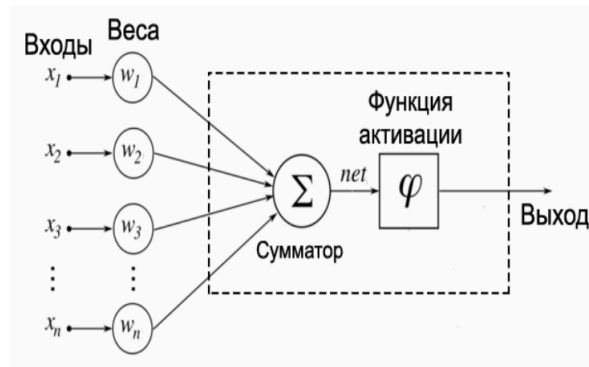 Входы
Веса
x1
w1
x2
w2
x3
w3
xn
wn
Σ
Сумматор
net
Функция
активации
φ
Выход